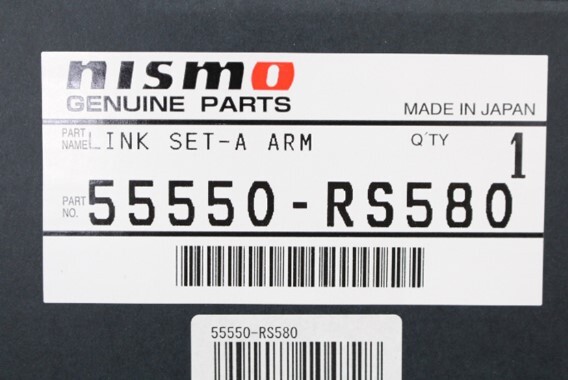 nismo
GENUINE PARTS
MADE IN JAPAN
PART NAME LINK SET-A ARM Q'TY 1
PART NO. 55550-RS580
55550-RS580